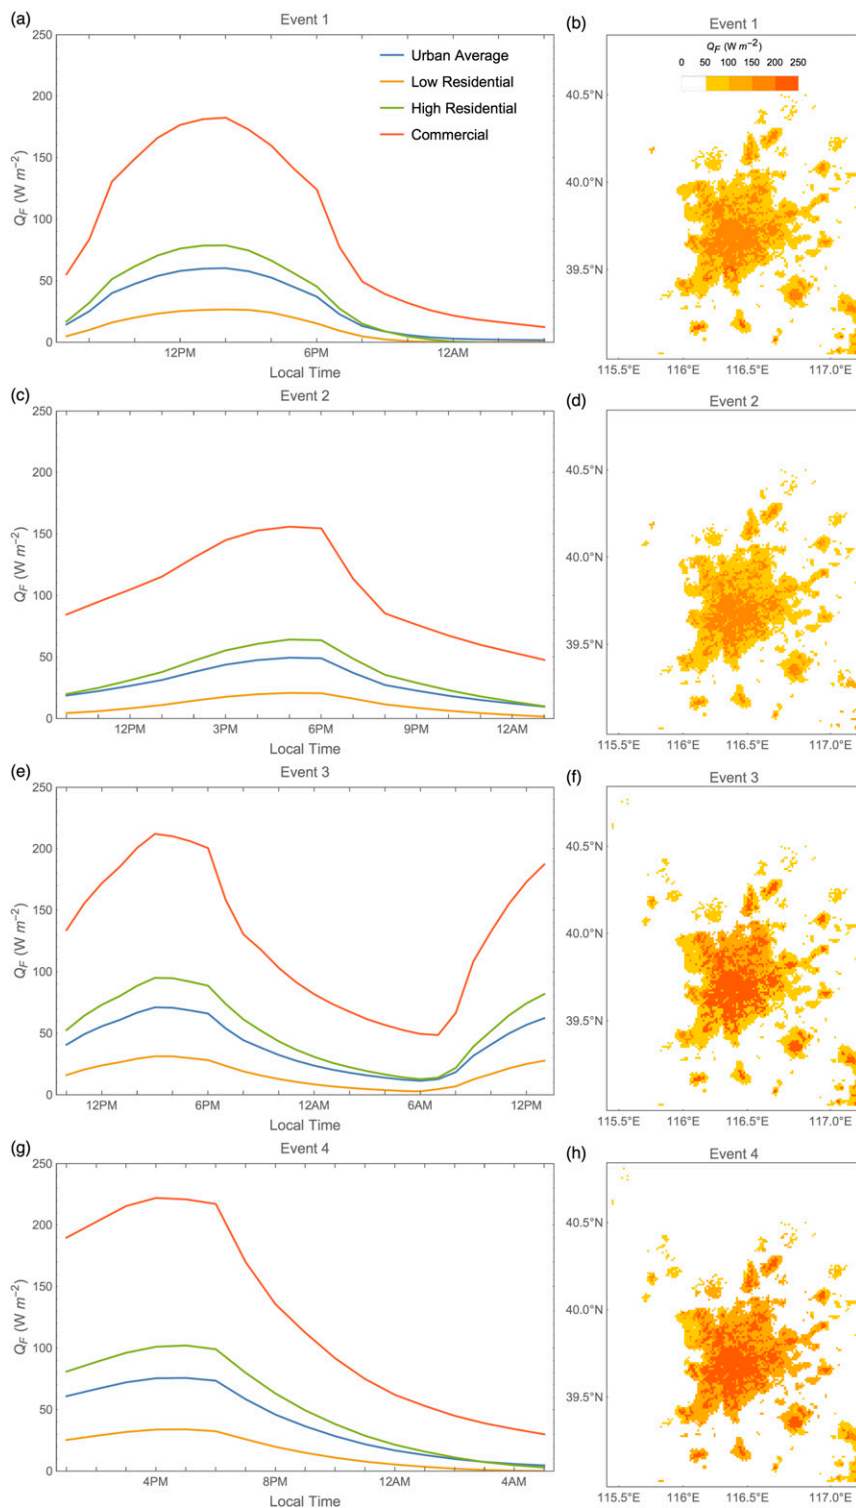 (a) Event 1
250
200
150
100
50
0
Q_F (W m⁻²)
Urban Average
Low Residential
High Residential
Commercial
12PM 6PM 12AM
Local Time
(b) Event 1
Q_F (W m⁻²)
0 50 100 150 200 250
40.5°N
40.0°N
39.5°N
115.5°E 116°E 116.5°E 117.0°E
(c) Event 2
250
200
150
100
50
0
Q_F (W m⁻²)
12PM 3PM 6PM 9PM 12AM
Local Time
(d) Event 2
40.5°N
40.0°N
39.5°N
115.5°E 116°E 116.5°E 117.0°E
(e) Event 3
250
200
150
100
50
0
Q_F (W m⁻²)
12PM 6PM 12AM 6AM 12PM
Local Time
(f) Event 3
40.5°N
40.0°N
39.5°N
115.5°E 116°E 116.5°E 117.0°E
(g) Event 4
250
200
150
100
50
0
Q_F (W m⁻²)
4PM 8PM 12AM 4AM
Local Time
(h) Event 4
40.5°N
40.0°N
39.5°N
115.5°E 116°E 116.5°E 117.0°E